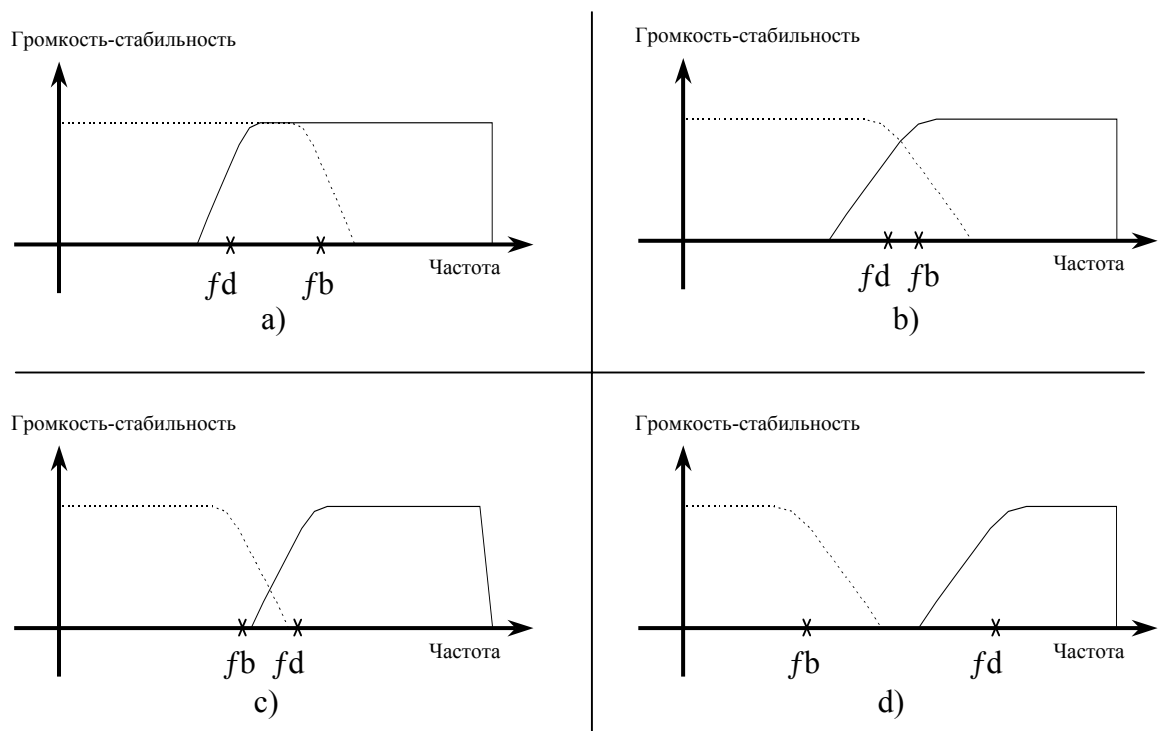 Громкость-стабильность
Частота
ƒd ƒb
a)
Громкость-стабильность
Частота
ƒd ƒb
b)
Громкость-стабильность
Частота
ƒb ƒd
c)
Громкость-стабильность
Частота
ƒb ƒd
d)